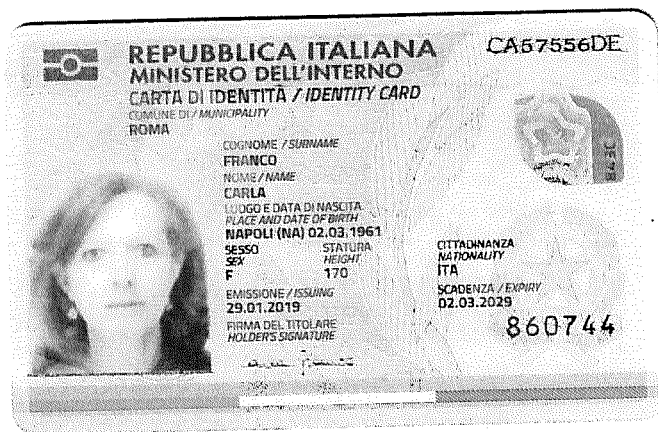 REPUBBLICA ITALIANA
CA57556DE
MINISTERO DELL'INTERNO
CARTA DI IDENTITÀ / IDENTITY CARD
COMUNE DI / MUNICIPALITY
ROMA
COGNOME / SURNAME
FRANCO
NOME / NAME
CARLA
LUOGO E DATA DI NASCITA
PLACE AND DATE OF BIRTH
NAPOLI (NA) 02.03.1961
SESSO STATURA
SEX HEIGHT
F 170
CITTADINANZA
NATIONALITY
ITA
EMISSIONE / ISSUING
29.01.2019
SCADENZA / EXPIRY
02.03.2029
FIRMA DEL TITOLARE
HOLDER'S SIGNATURE
860744